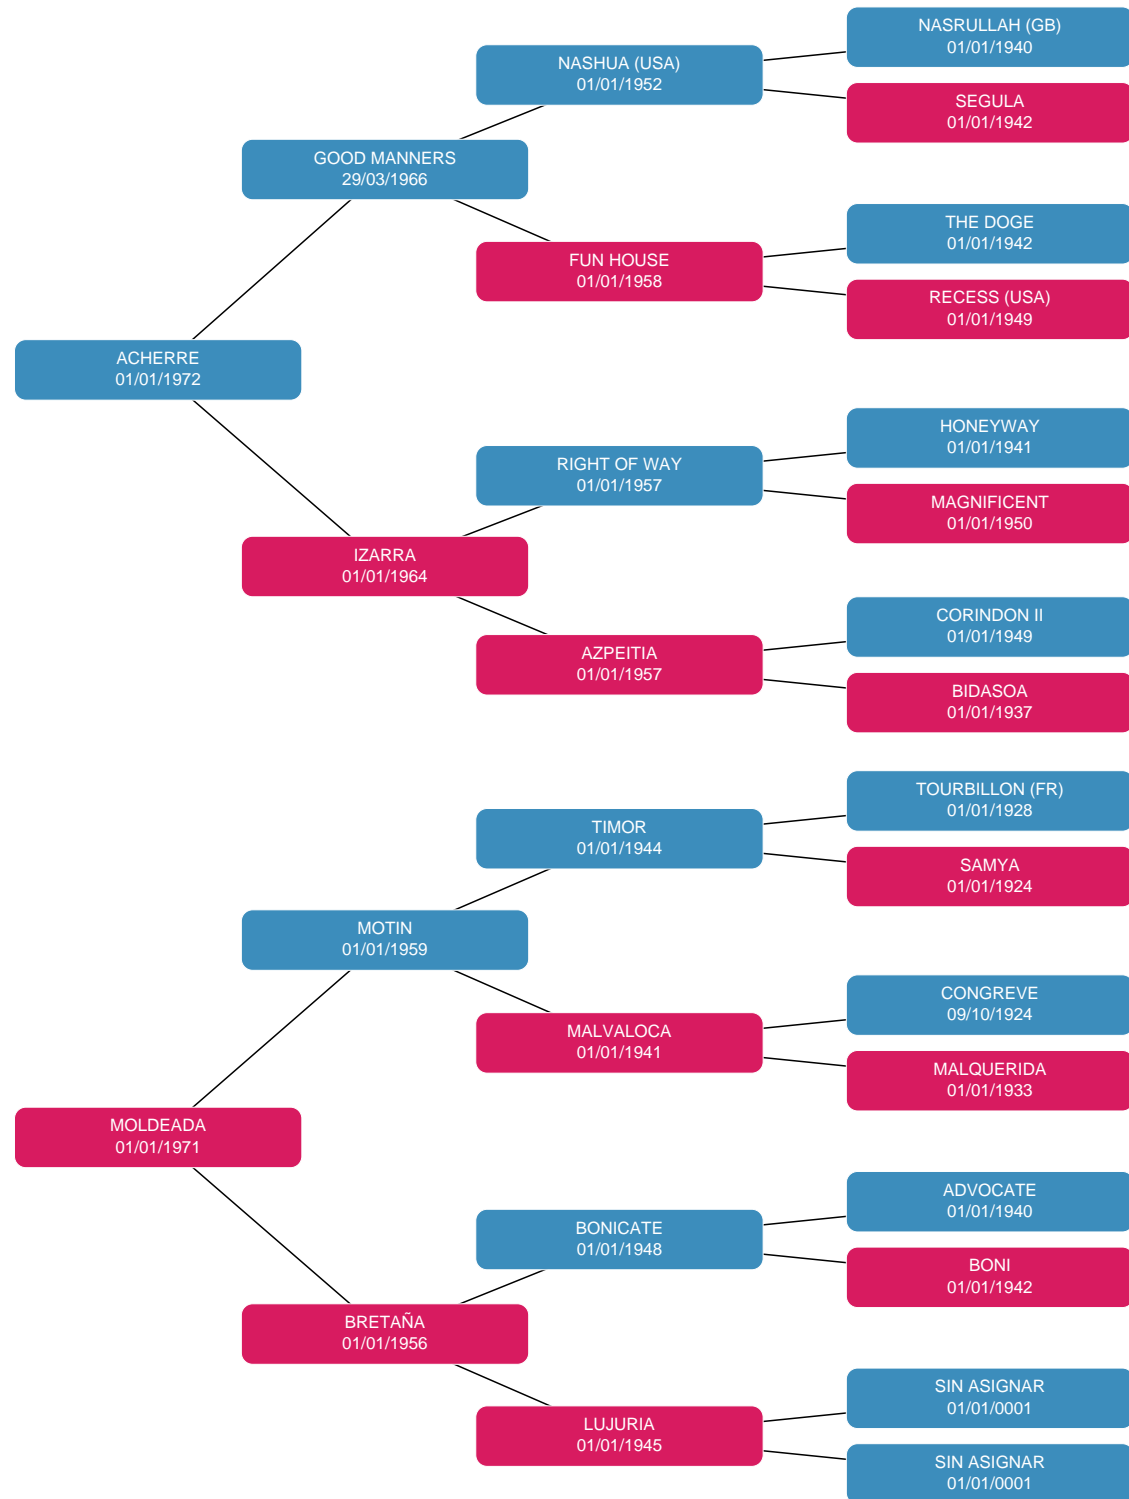 NASRULLAH (GB)
01/01/1940
NASHUA (USA)
01/01/1952
SEGULA
01/01/1942
GOOD MANNERS
29/03/1966
THE DOGE
01/01/1942
FUN HOUSE
01/01/1958
RECESS (USA)
01/01/1949
ACHERRE
01/01/1972
HONEYWAY
01/01/1941
RIGHT OF WAY
01/01/1957
MAGNIFICENT
01/01/1950
IZARRA
01/01/1964
CORINDON II
01/01/1949
AZPEITIA
01/01/1957
BIDASOA
01/01/1937
TOURBILLON (FR)
01/01/1928
TIMOR
01/01/1944
SAMYA
01/01/1924
MOTIN
01/01/1959
CONGREVE
09/10/1924
MALVALOCA
01/01/1941
MALQUERIDA
01/01/1933
MOLDEADA
01/01/1971
ADVOCATE
01/01/1940
BONICATE
01/01/1948
BONI
01/01/1942
BRETAÑA
01/01/1956
SIN ASIGNAR
01/01/0001
LUJURIA
01/01/1945
SIN ASIGNAR
01/01/0001